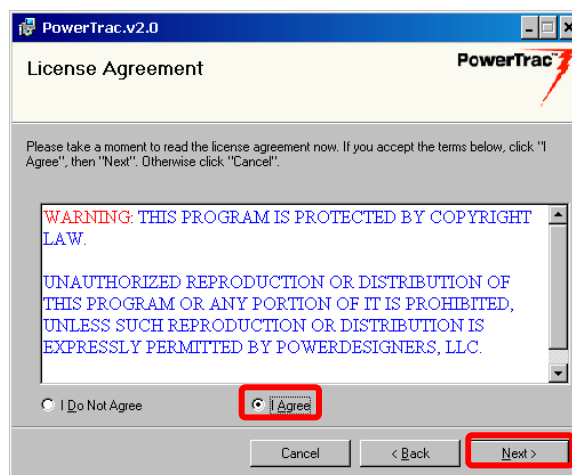 PowerTrac.v2.0
License Agreement
PowerTrac™
Please take a moment to read the license agreement now. If you accept the terms below, click "I
Agree", then "Next". Otherwise click "Cancel".
WARNING: THIS PROGRAM IS PROTECTED BY COPYRIGHT
LAW.
UNAUTHORIZED REPRODUCTION OR DISTRIBUTION OF
THIS PROGRAM OR ANY PORTION OF IT IS PROHIBITED,
UNLESS SUCH REPRODUCTION OR DISTRIBUTION IS
EXPRESSLY PERMITTED BY POWERDESIGNERS, LLC.
I Do Not Agree
I Agree
Cancel
< Back
Next >